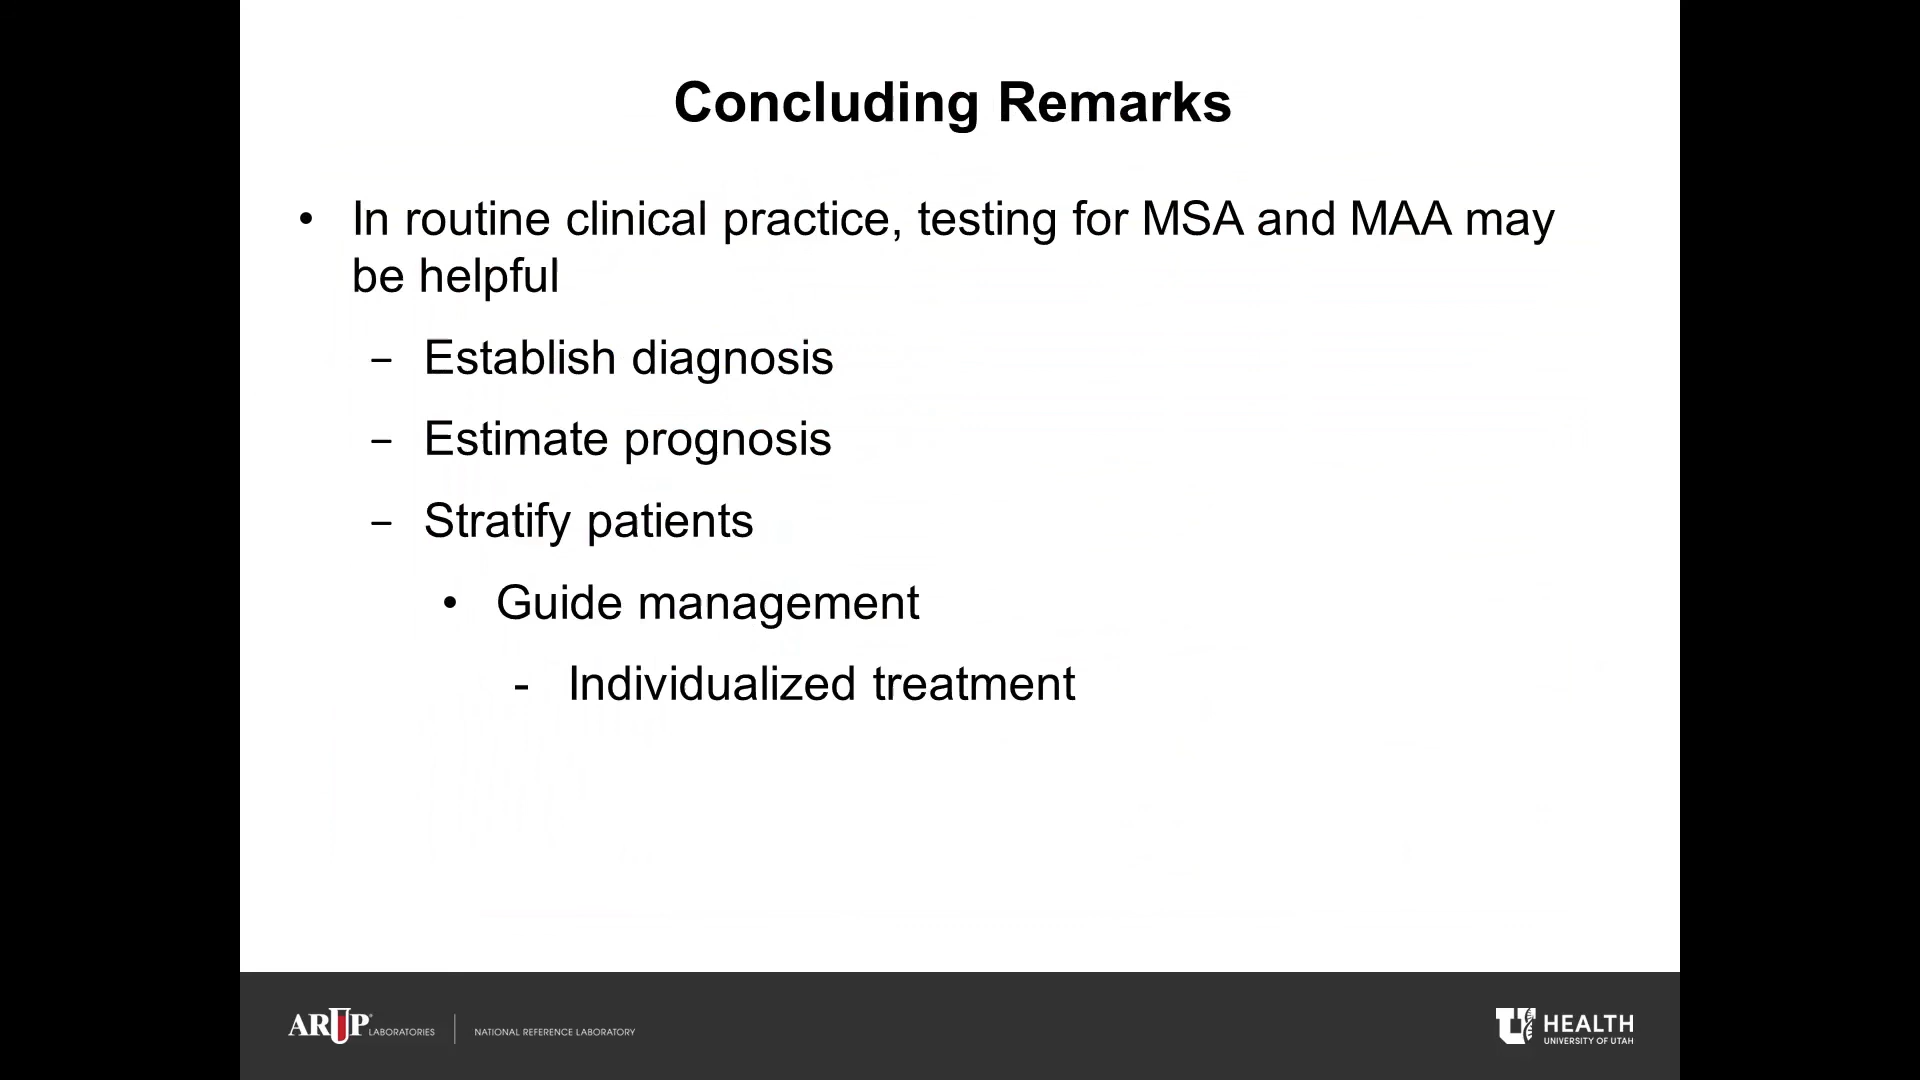 Concluding Remarks
• In routine clinical practice, testing for MSA and MAA may
be helpful
– Establish diagnosis
– Estimate prognosis
– Stratify patients
• Guide management
- Individualized treatment
ARUP LABORATORIES | NATIONAL REFERENCE LABORATORY
U HEALTH
UNIVERSITY OF UTAH